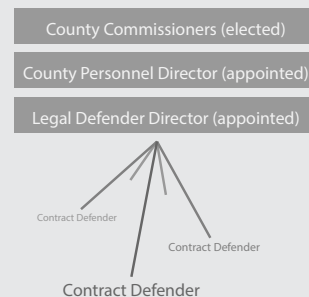 County Commissioners (elected)
County Personnel Director (appointed)
Legal Defender Director (appointed)
Contract Defender
Contract Defender
Contract Defender